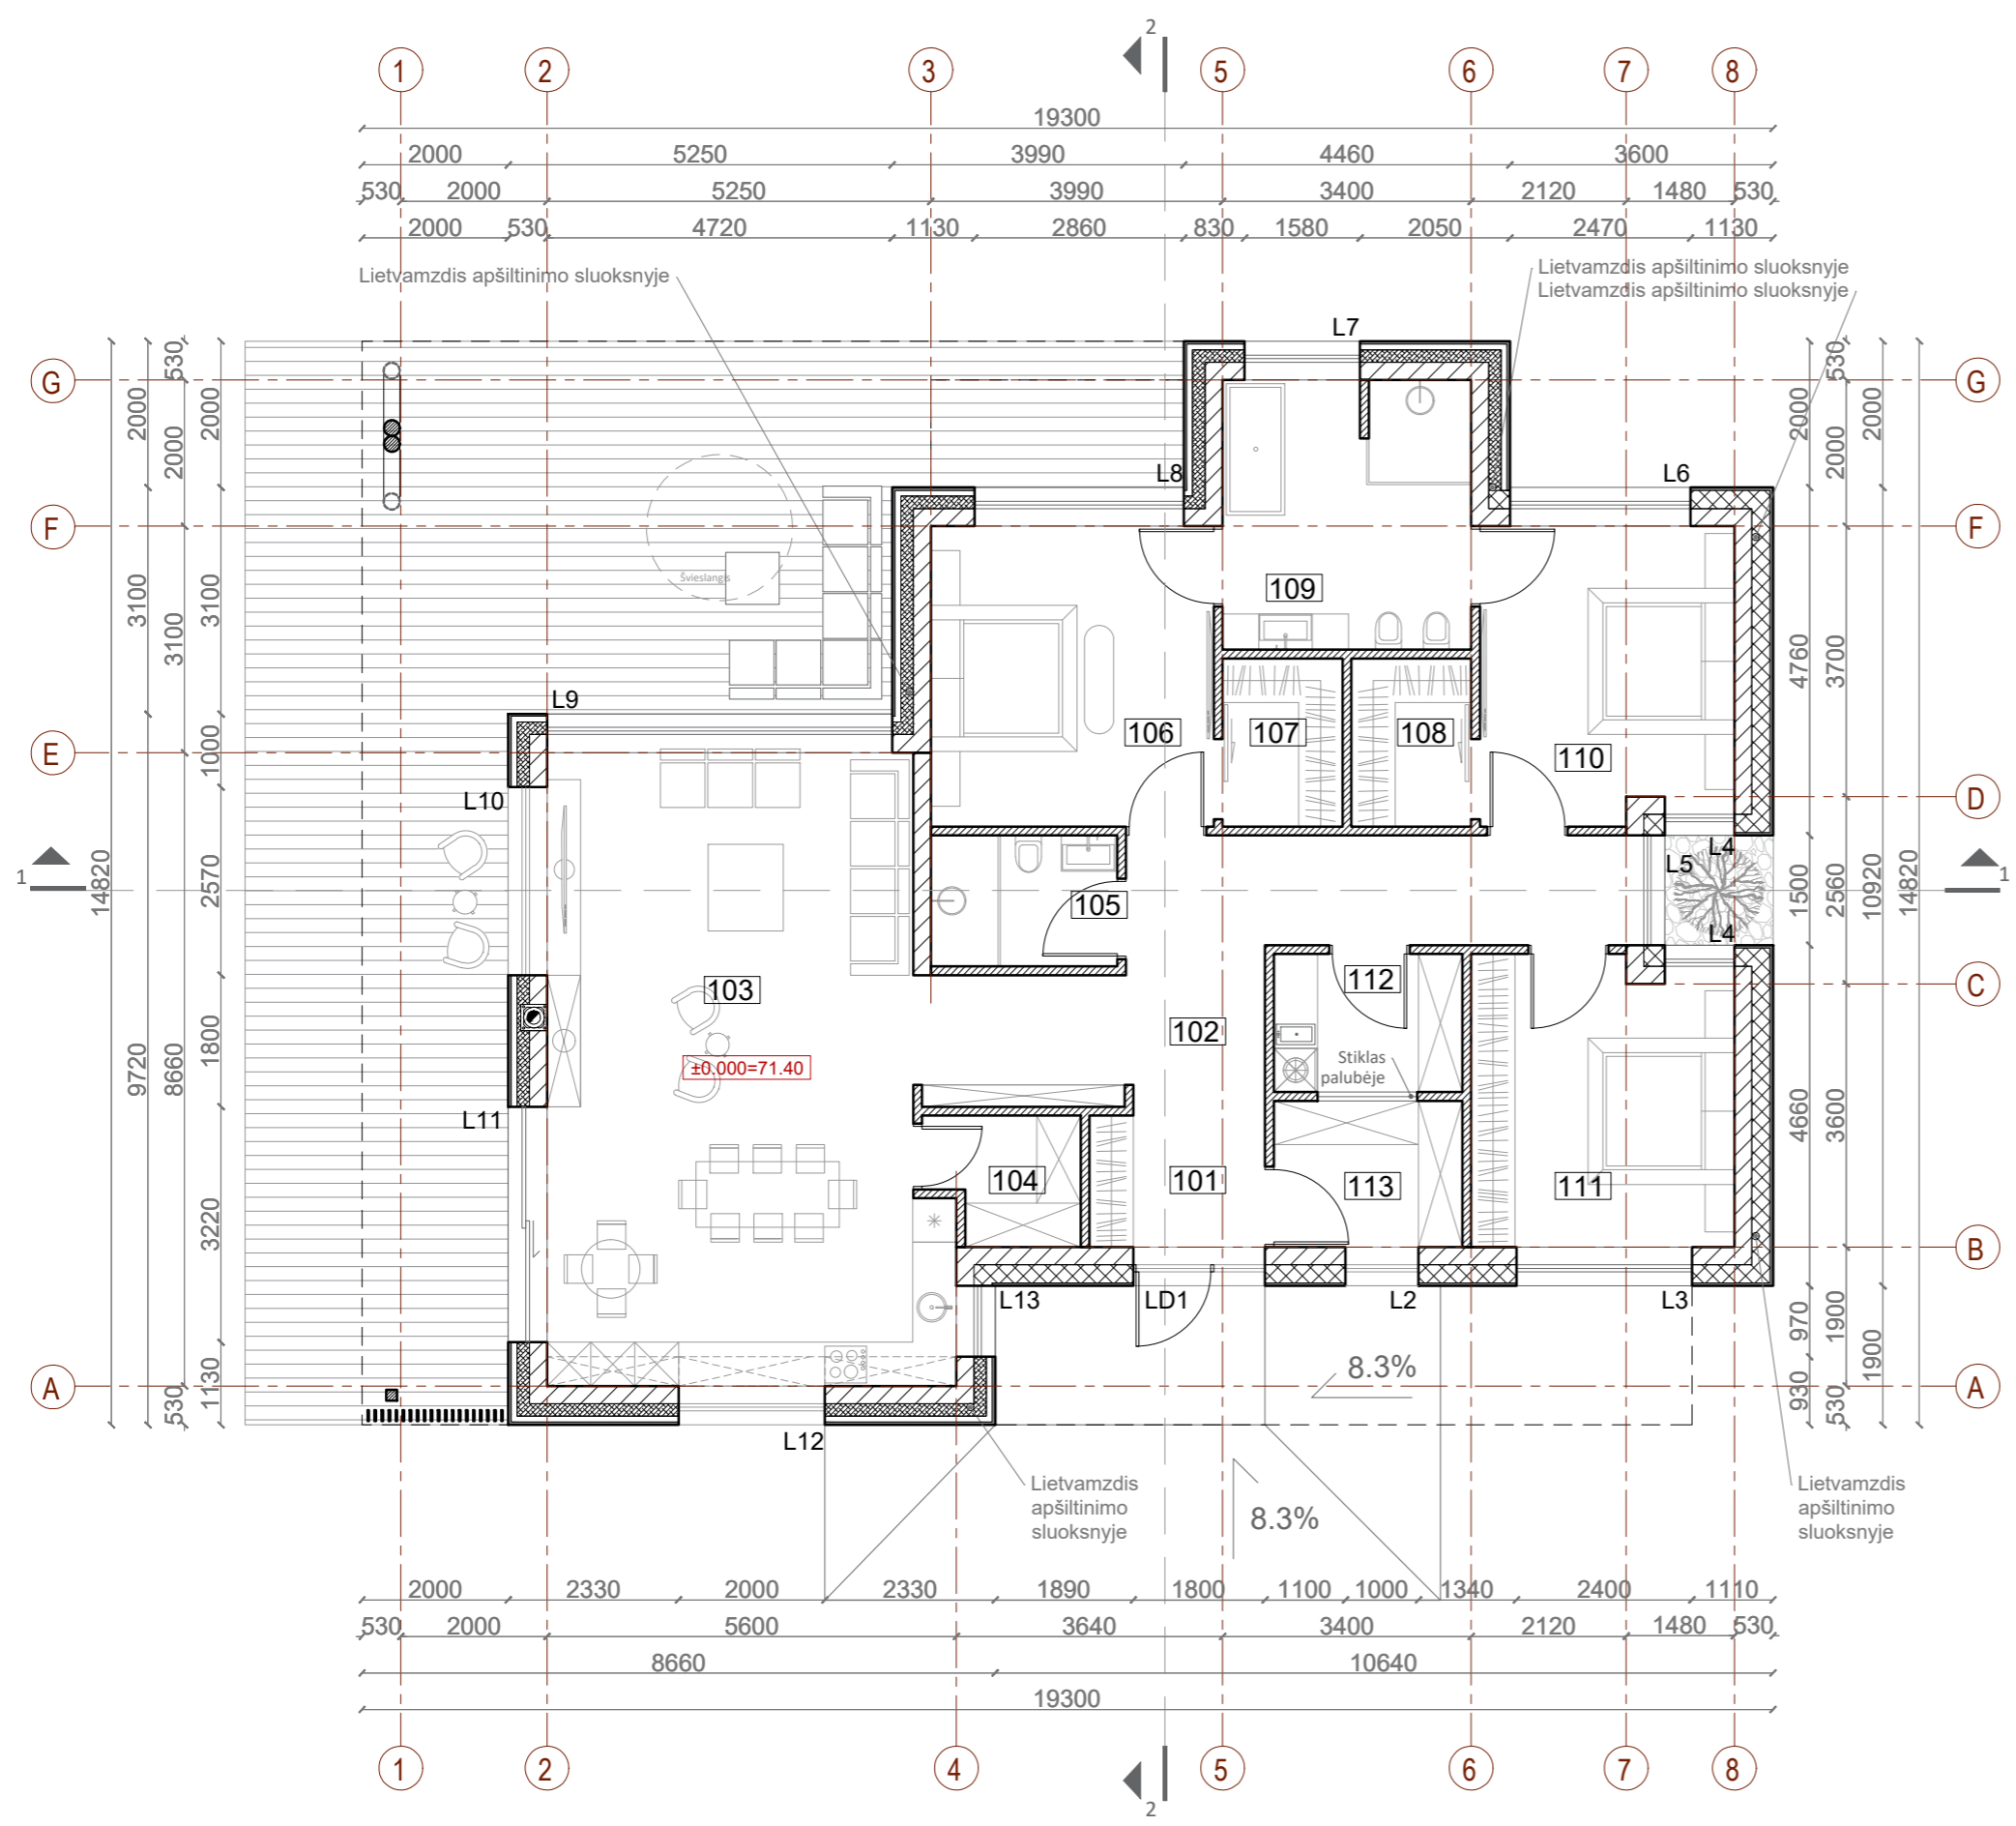 2
1 2 3 5 6 7 8
19300
2000 5250 3990 4460 3600
530 2000 5250 3990 3400 2120 1480 530
2000 530 4720 1130 2860 830 1580 2050 2470 1130
Lietvamzdis apšiltinimo sluoksnyje
Lietvamzdis apšiltinimo sluoksnyje
Lietvamzdis apšiltinimo sluoksnyje
L7
G
G
L8
L6
F
F
Švieslangis
109
L9
106
107
108
110
E
D
L10
L4
L5
1
1
105
L4
103
112
C
102
±0.000=71.40
Stiklas
palubėje
L11
104
101
113
111
B
L13
LD1
L2
L3
8.3%
A
A
L12
8.3%
Lietvamzdis
apšiltinimo
sluoksnyje
Lietvamzdis
apšiltinimo
sluoksnyje
14820
2000 3100 9720
530 2000 3100 8660 530
2000 3100 1000 2570 1800 3220 1130
2000 4760 1500 4660 970 930
530 2000 3700 2560 3600 1900 530
2000 10920 1900
14820
2000 2330 2000 2330 1890 1800 1100 1000 1340 2400 1110
530 2000 5600 3640 3400 2120 1480 530
8660 10640
19300
1 2 4 5 6 7 8
2